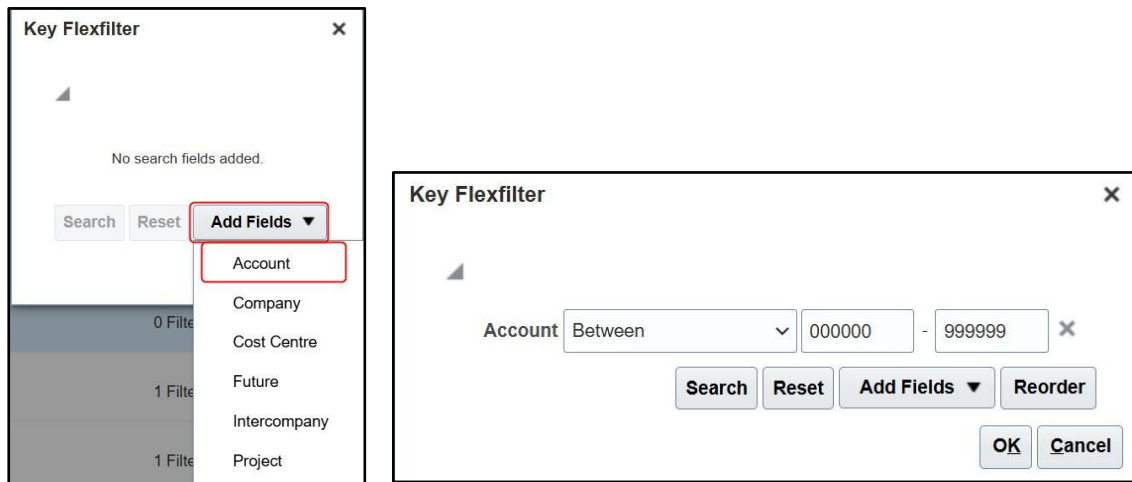 Key Flexfilter
No search fields added.
Search Reset Add Fields
Account
Company
0 Filte
Cost Centre
Future
1 Filte
Intercompany
1 Filte
Project
Key Flexfilter
Account Between 000000 - 999999
Search Reset Add Fields Reorder
OK Cancel